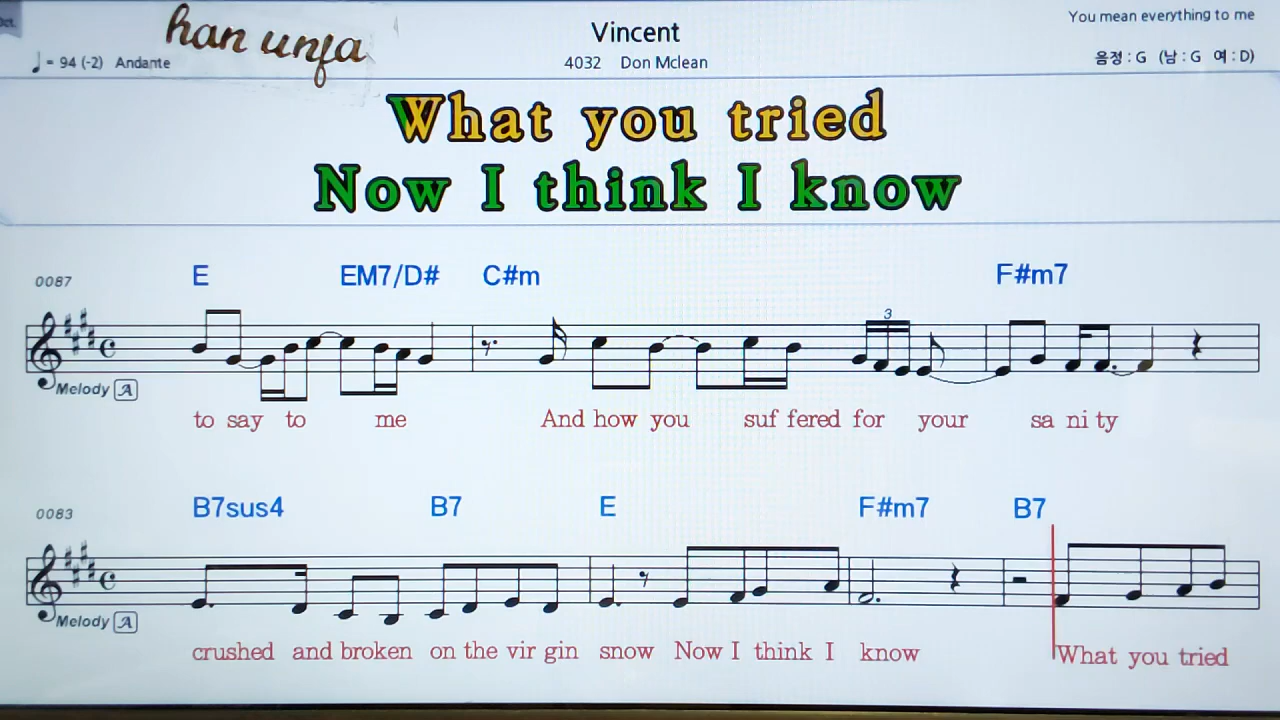 Oct.
han unfa
Vincent
You mean everything to me
♩ = 94 (-2) Andante
4032 Don Mclean
음정 : G (남 : G 여 : D)
What you tried
Now I think I know
0087
E EM7/D# C#m F#m7
3
Melody A
to say to me And how you suf fered for your sa ni ty
0083
B7sus4 B7 E F#m7 B7
Melody A
crushed and broken on the vir gin snow Now I think I know What you tried